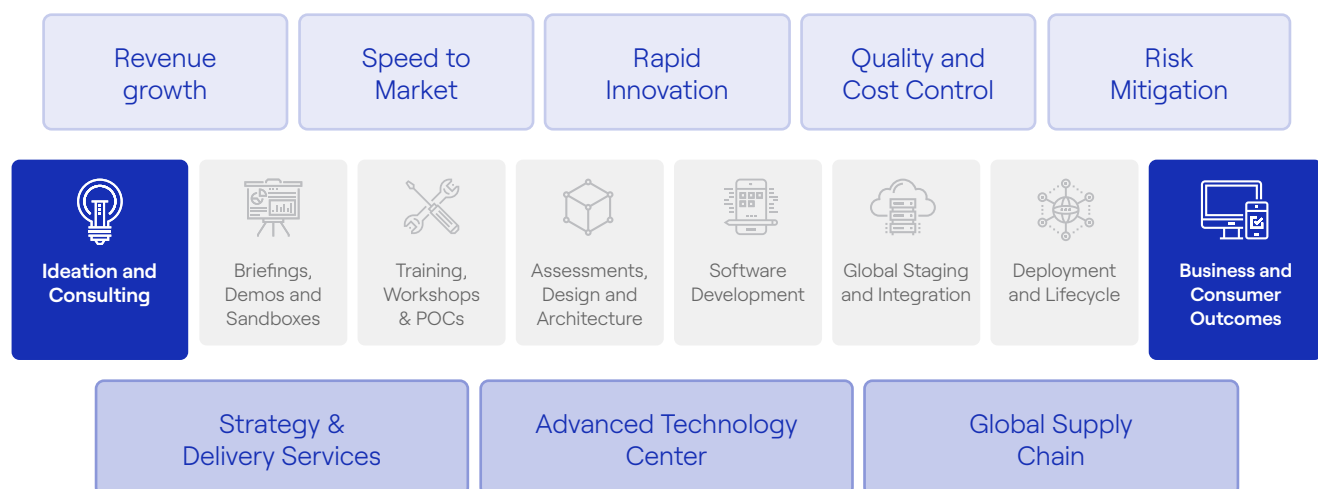 Revenue
growth
Speed to
Market
Rapid
Innovation
Quality and
Cost Control
Risk
Mitigation
Ideation and
Consulting
Briefings,
Demos and
Sandboxes
Training,
Workshops
& POCs
Assessments,
Design and
Architecture
Software
Development
Global Staging
and Integration
Deployment
and Lifecycle
Business and
Consumer
Outcomes
Strategy &
Delivery Services
Advanced Technology
Center
Global Supply
Chain